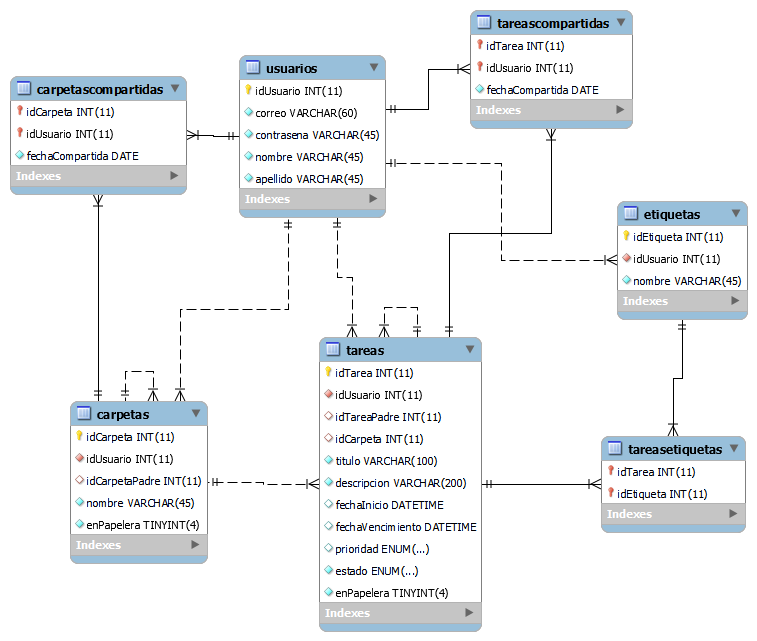 carpetascompartidas
idCarpeta INT(11)
idUsuario INT(11)
fechaCompartida DATE
Indexes
usuarios
idUsuario INT(11)
correo VARCHAR(60)
contrasena VARCHAR(45)
nombre VARCHAR(45)
apellido VARCHAR(45)
Indexes
tareascompartidas
idTarea INT(11)
idUsuario INT(11)
fechaCompartida DATE
Indexes
etiquetas
idEtiqueta INT(11)
idUsuario INT(11)
nombre VARCHAR(45)
Indexes
carpetas
idCarpeta INT(11)
idUsuario INT(11)
idCarpetaPadre INT(11)
nombre VARCHAR(45)
enPapelera TINYINT(4)
Indexes
tareas
idTarea INT(11)
idUsuario INT(11)
idTareaPadre INT(11)
idCarpeta INT(11)
titulo VARCHAR(100)
descripcion VARCHAR(200)
fechaInicio DATETIME
fechaVencimiento DATETIME
prioridad ENUM(...)
estado ENUM(...)
enPapelera TINYINT(4)
Indexes
tareasetiquetas
idTarea INT(11)
idEtiqueta INT(11)
Indexes